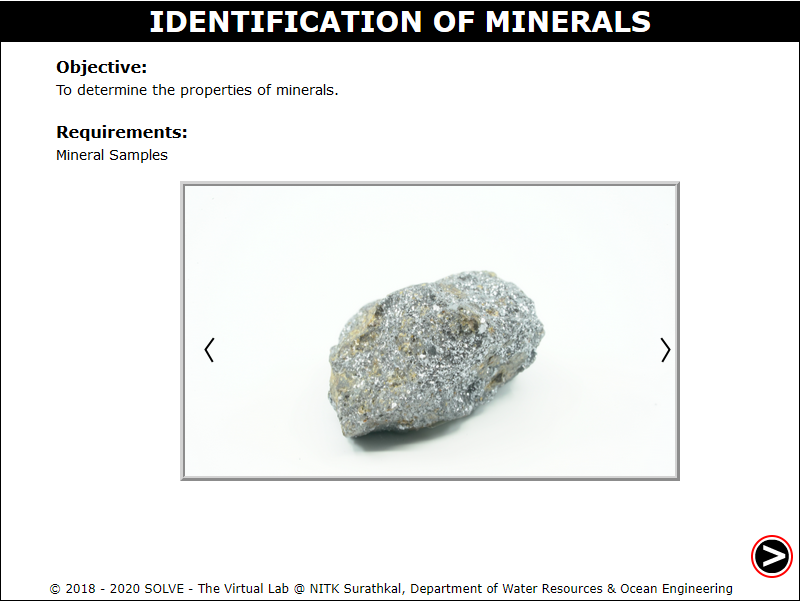 IDENTIFICATION OF MINERALS
Objective:
To determine the properties of minerals.
Requirements:
Mineral Samples
© 2018 - 2020 SOLVE - The Virtual Lab @ NITK Surathkal, Department of Water Resources & Ocean Engineering